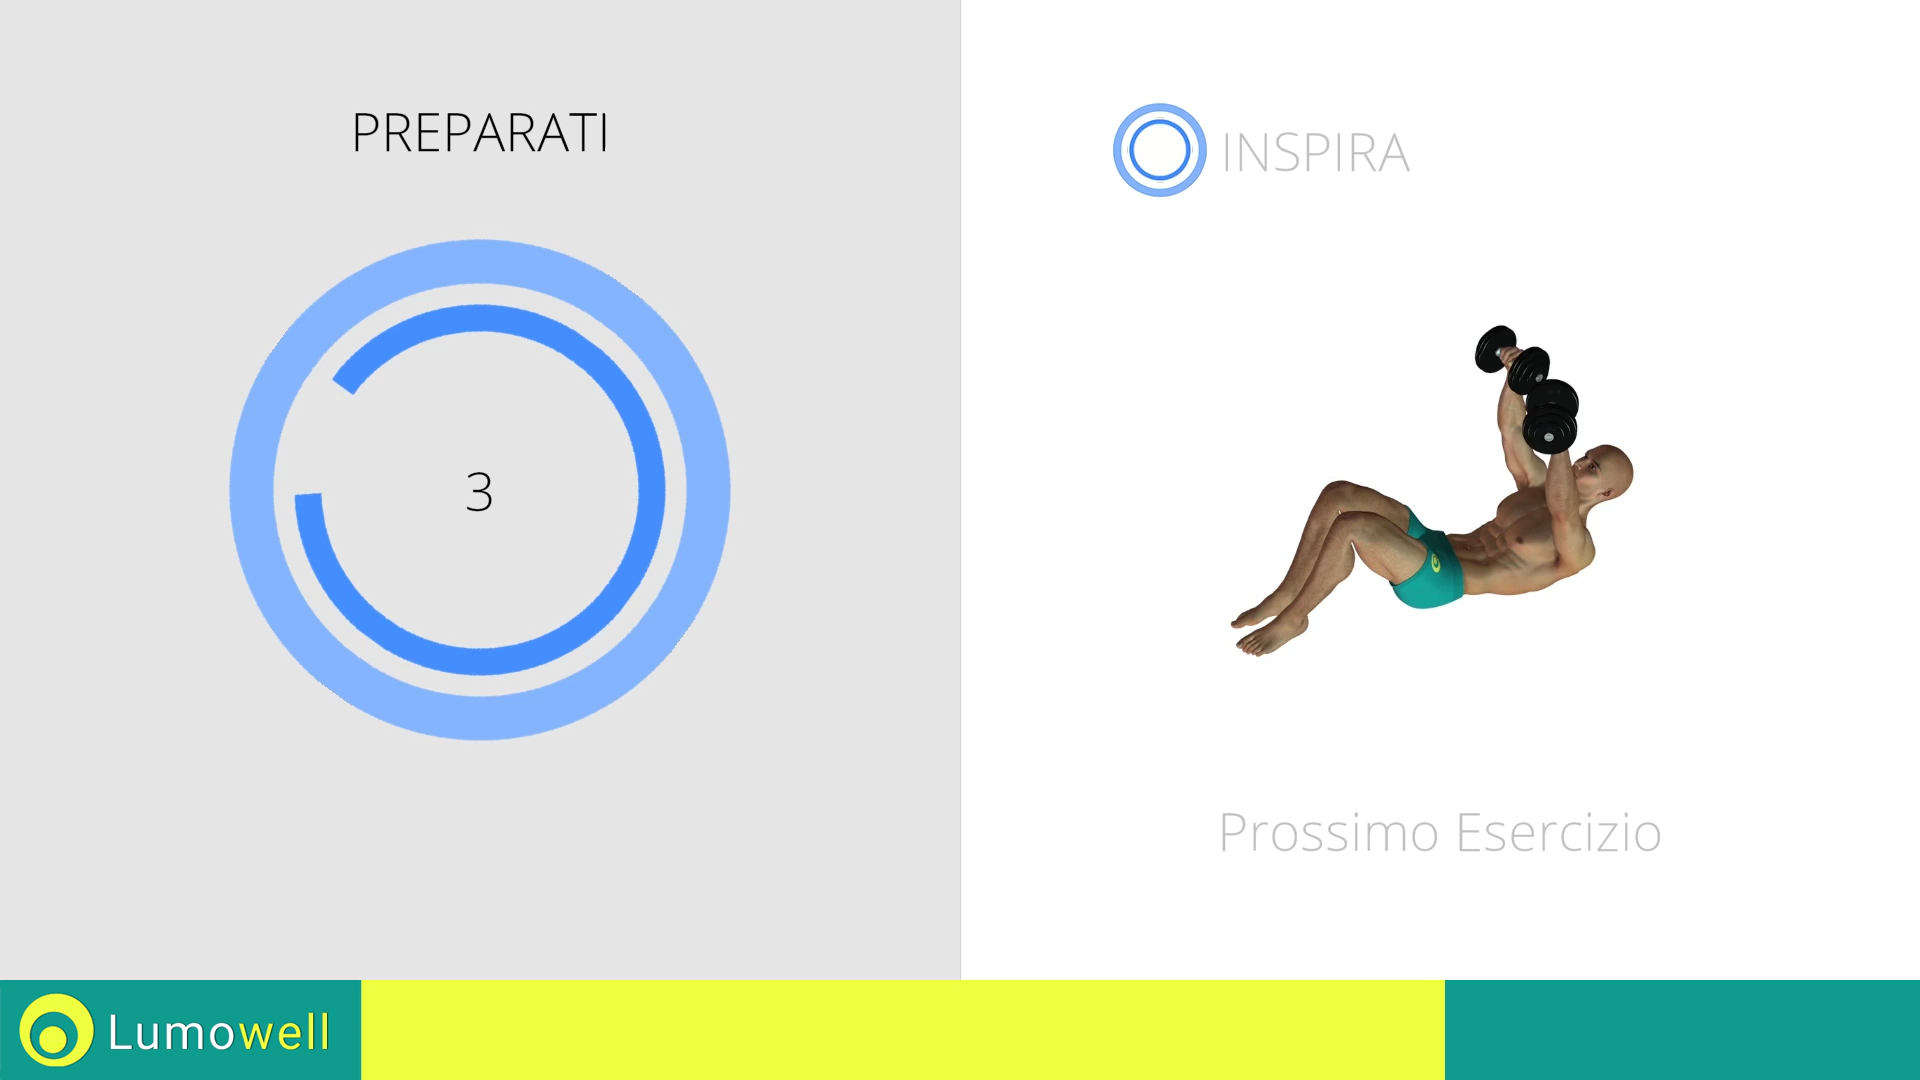 PREPARATI
3
INSPIRA
Prossimo Esercizio
Lumowell